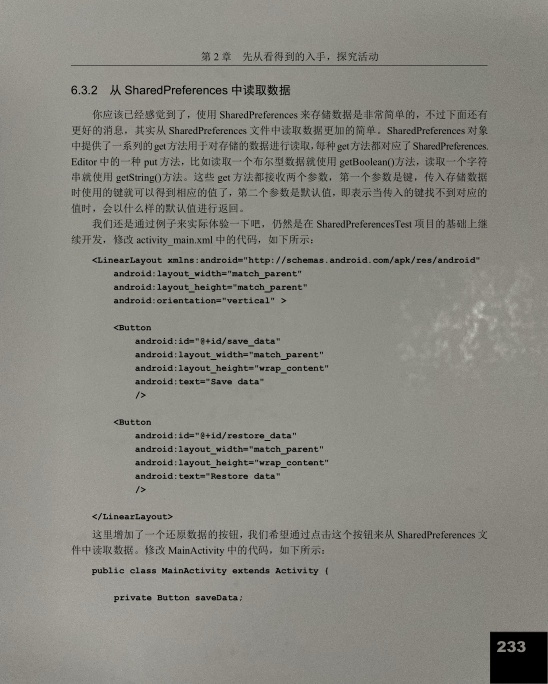 第 2 章 先从看得到的入手，探究活动
6.3.2 从 SharedPreferences 中读取数据
你应该已经感觉到了，使用 SharedPreferences 来存储数据是非常简单的，不过下面还有
更好的消息，其实从 SharedPreferences 文件中读取数据更加的简单。SharedPreferences 对象
中提供了一系列的 get 方法用于对存储的数据进行读取，每种 get 方法都对应了 SharedPreferences.
Editor 中的一种 put 方法，比如读取一个布尔型数据就使用 getBoolean()方法，读取一个字符
串就使用 getString()方法。这些 get 方法都接收两个参数，第一个参数是键，传入存储数据
时使用的键就可以得到相应的值了，第二个参数是默认值，即表示当传入的键找不到对应的
值时，会以什么样的默认值进行返回。
我们还是通过例子来实际体验一下吧，仍然是在 SharedPreferencesTest 项目的基础上继
续开发，修改 activity_main.xml 中的代码，如下所示：
<LinearLayout xmlns:android="http://schemas.android.com/apk/res/android"
android:layout_width="match_parent"
android:layout_height="match_parent"
android:orientation="vertical" >
<Button
android:id="@+id/save_data"
android:layout_width="match_parent"
android:layout_height="wrap_content"
android:text="Save data"
/>
<Button
android:id="@+id/restore_data"
android:layout_width="match_parent"
android:layout_height="wrap_content"
android:text="Restore data"
/>
</LinearLayout>
这里增加了一个还原数据的按钮，我们希望通过点击这个按钮来从 SharedPreferences 文
件中读取数据。修改 MainActivity 中的代码，如下所示：
public class MainActivity extends Activity {
private Button saveData;
233